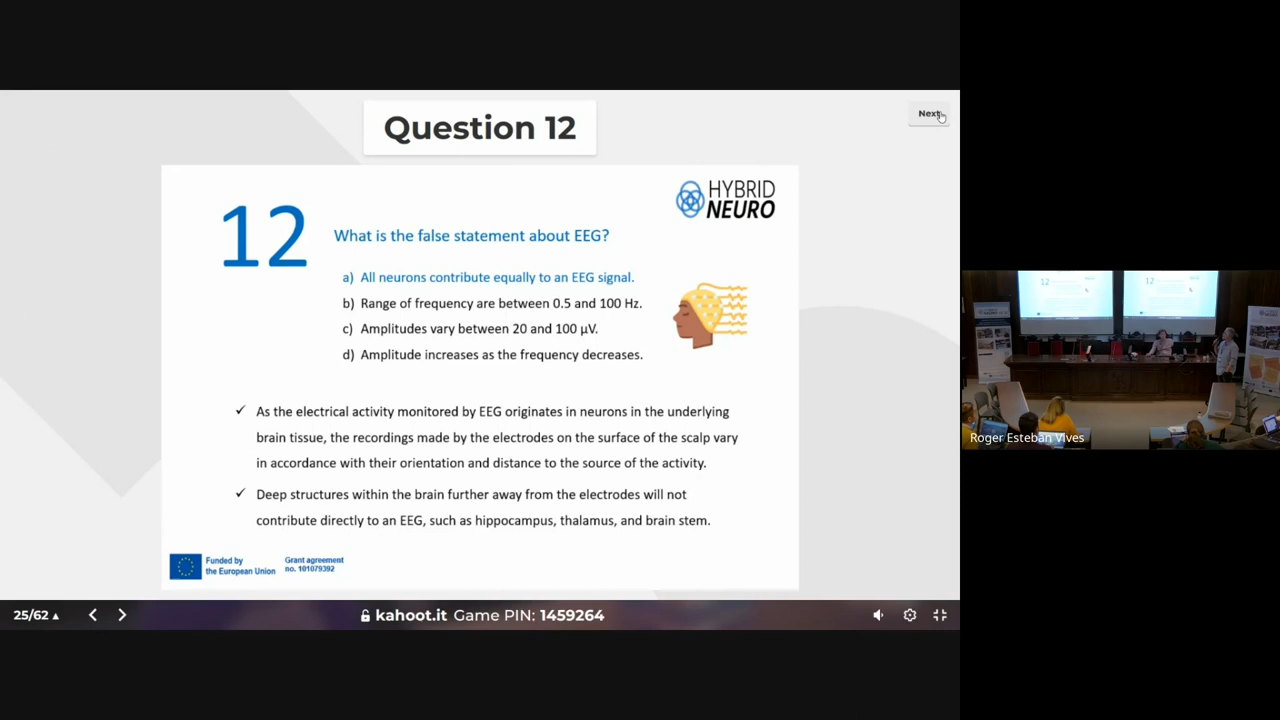 Question 12
Next
HYBRID
NEURO
12
What is the false statement about EEG?
a) All neurons contribute equally to an EEG signal.
b) Range of frequency are between 0.5 and 100 Hz.
c) Amplitudes vary between 20 and 100 µV.
d) Amplitude increases as the frequency decreases.
✓ As the electrical activity monitored by EEG originates in neurons in the underlying
brain tissue, the recordings made by the electrodes on the surface of the scalp vary
in accordance with their orientation and distance to the source of the activity.
✓ Deep structures within the brain further away from the electrodes will not
contribute directly to an EEG, such as hippocampus, thalamus, and brain stem.
Funded by
the European Union
Grant agreement
no. 101079392
25/62
kahoot.it Game PIN: 1459264
12
12
Roger Esteban Vives